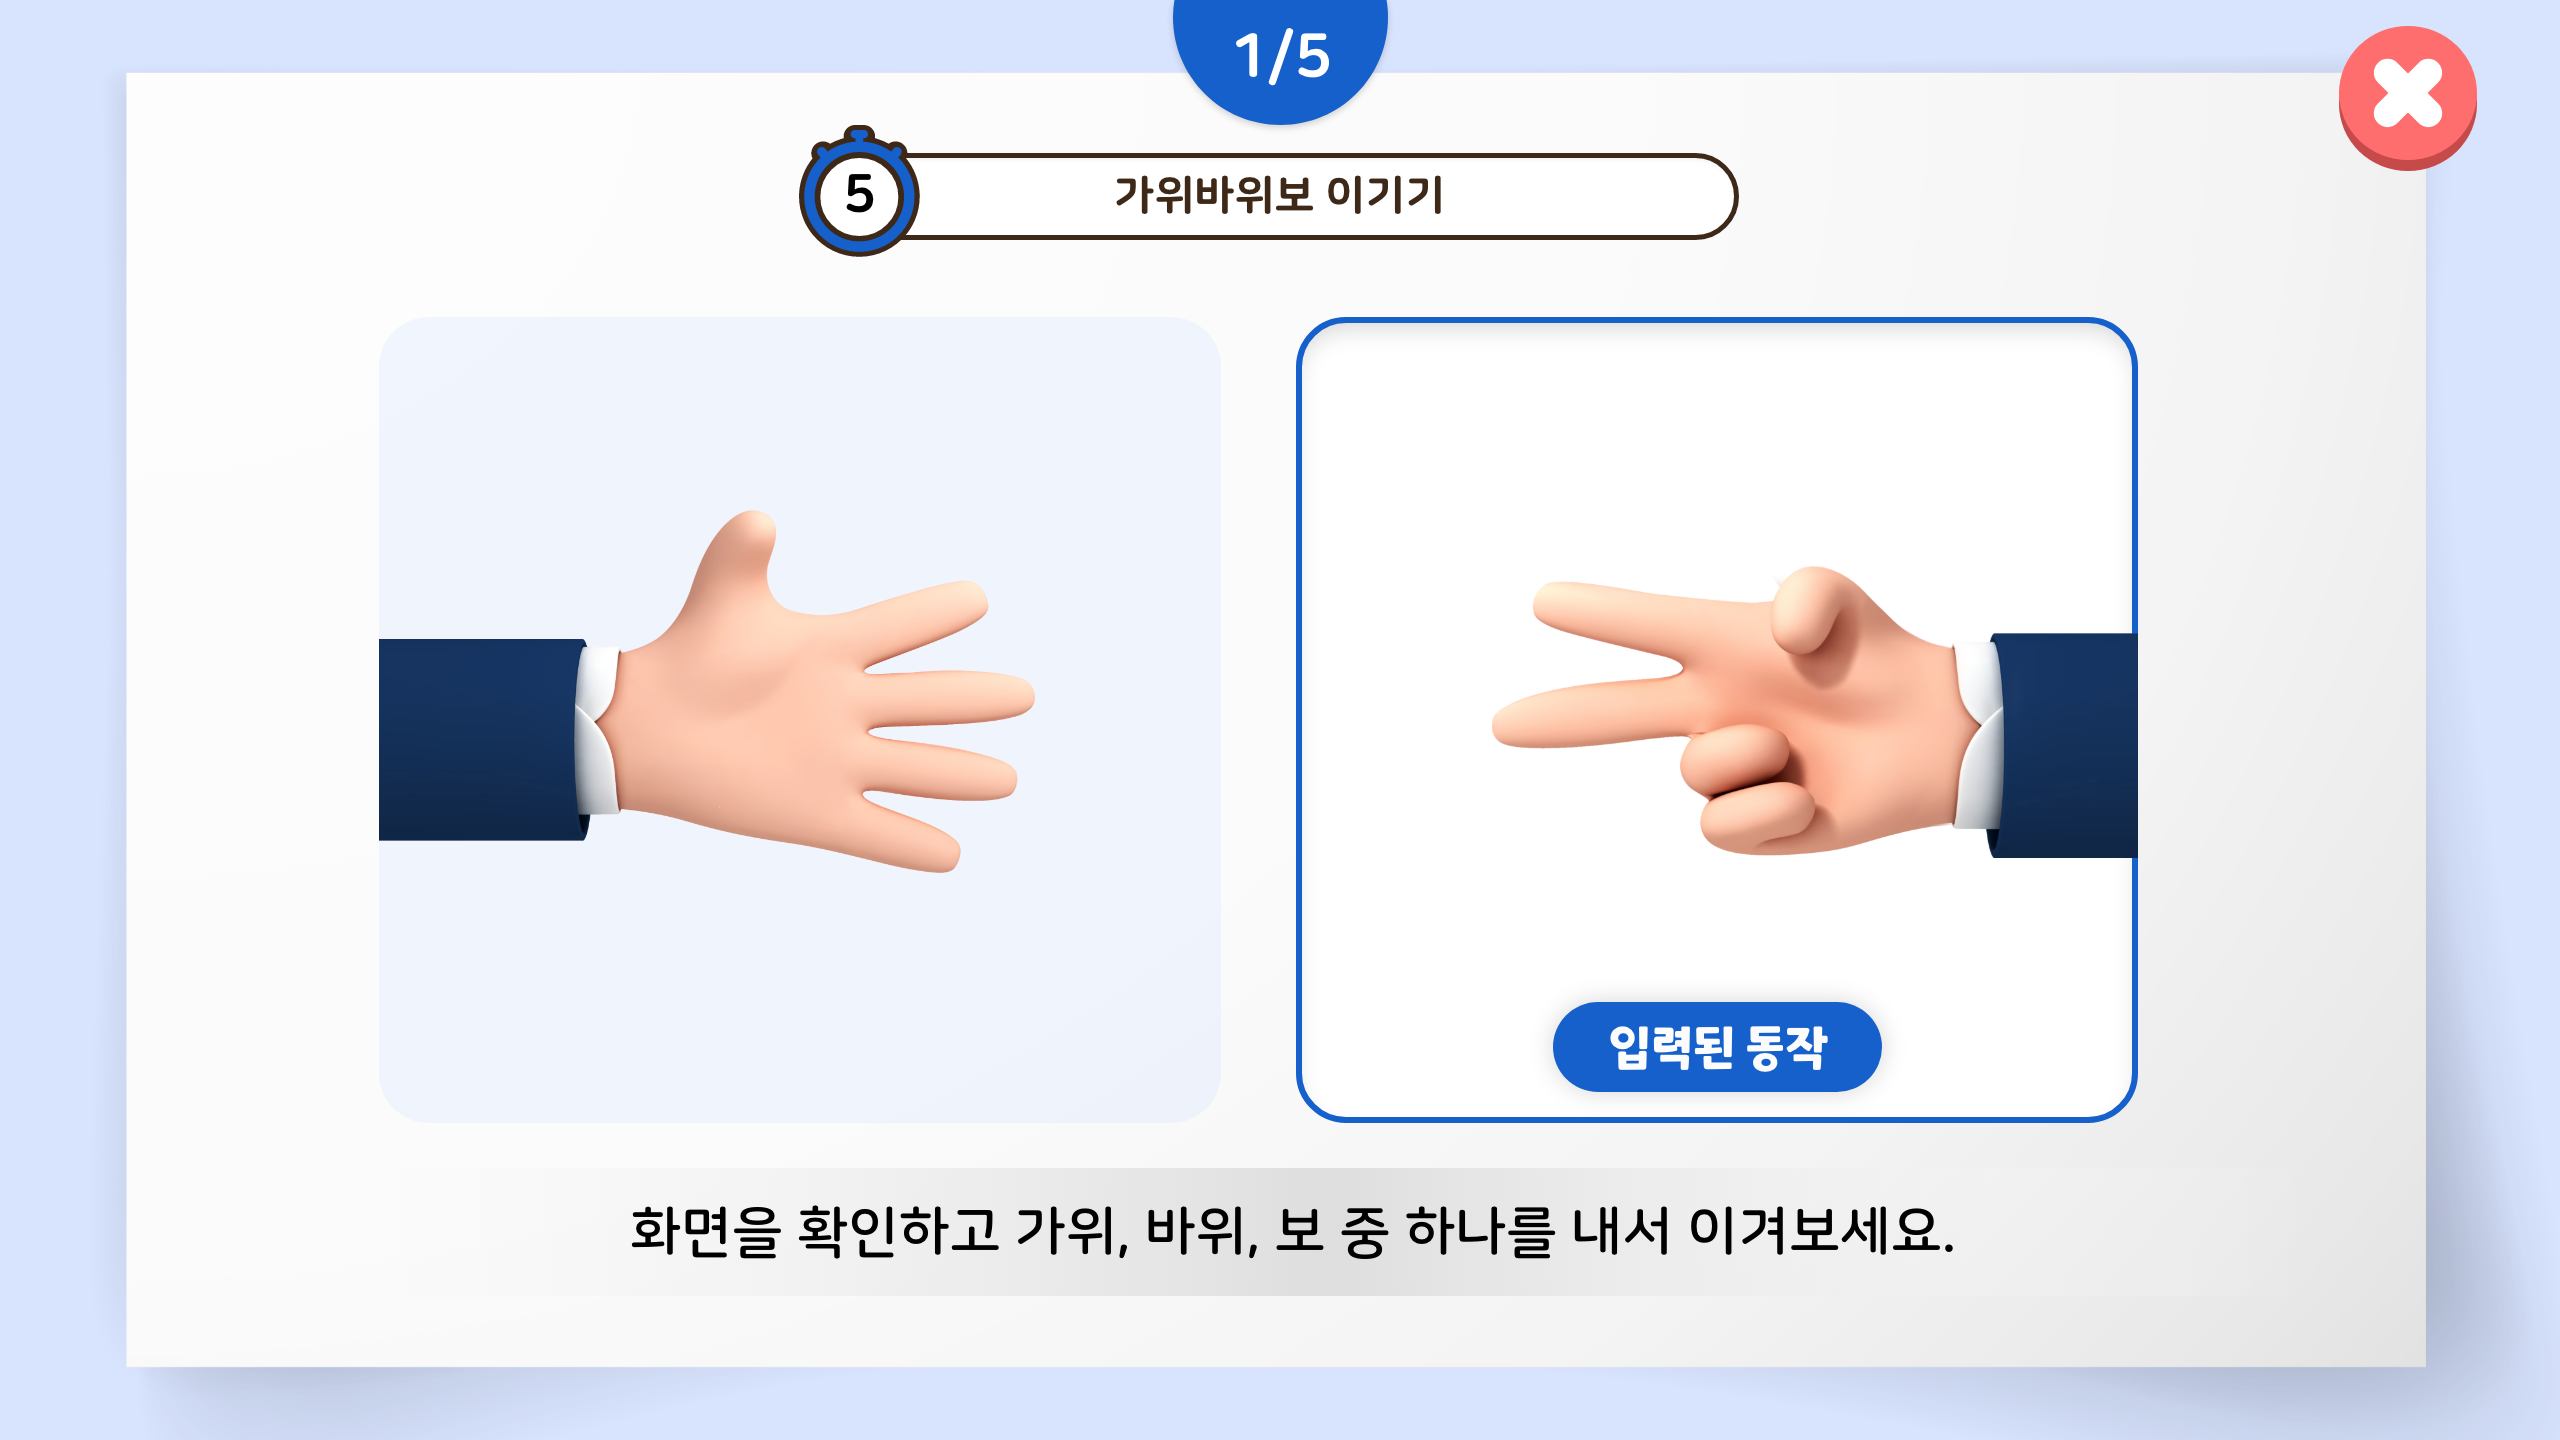 1/5
5
가위바위보 이기기
입력된 동작
화면을 확인하고 가위, 바위, 보 중 하나를 내서 이겨보세요.